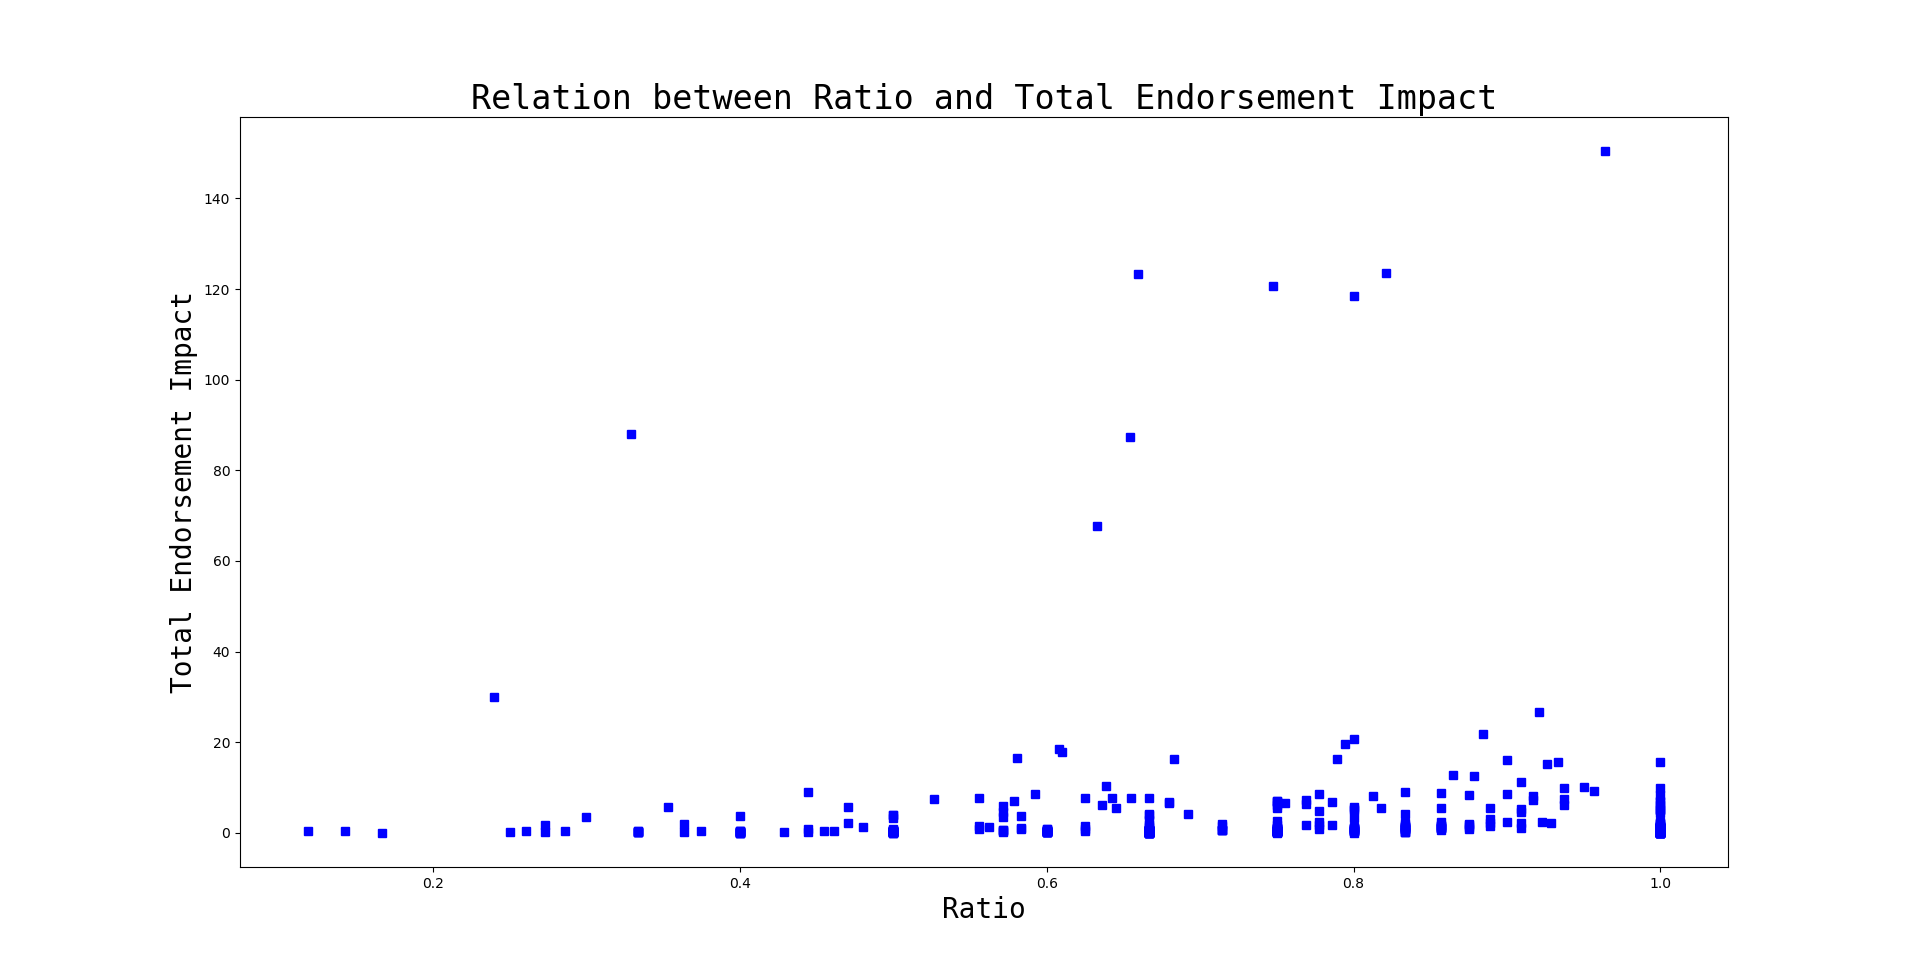 Relation between Ratio and Total Endorsement Impact
Total Endorsement Impact
140
120
100
80
60
40
20
0
0.2 0.4 0.6 0.8 1.0
Ratio